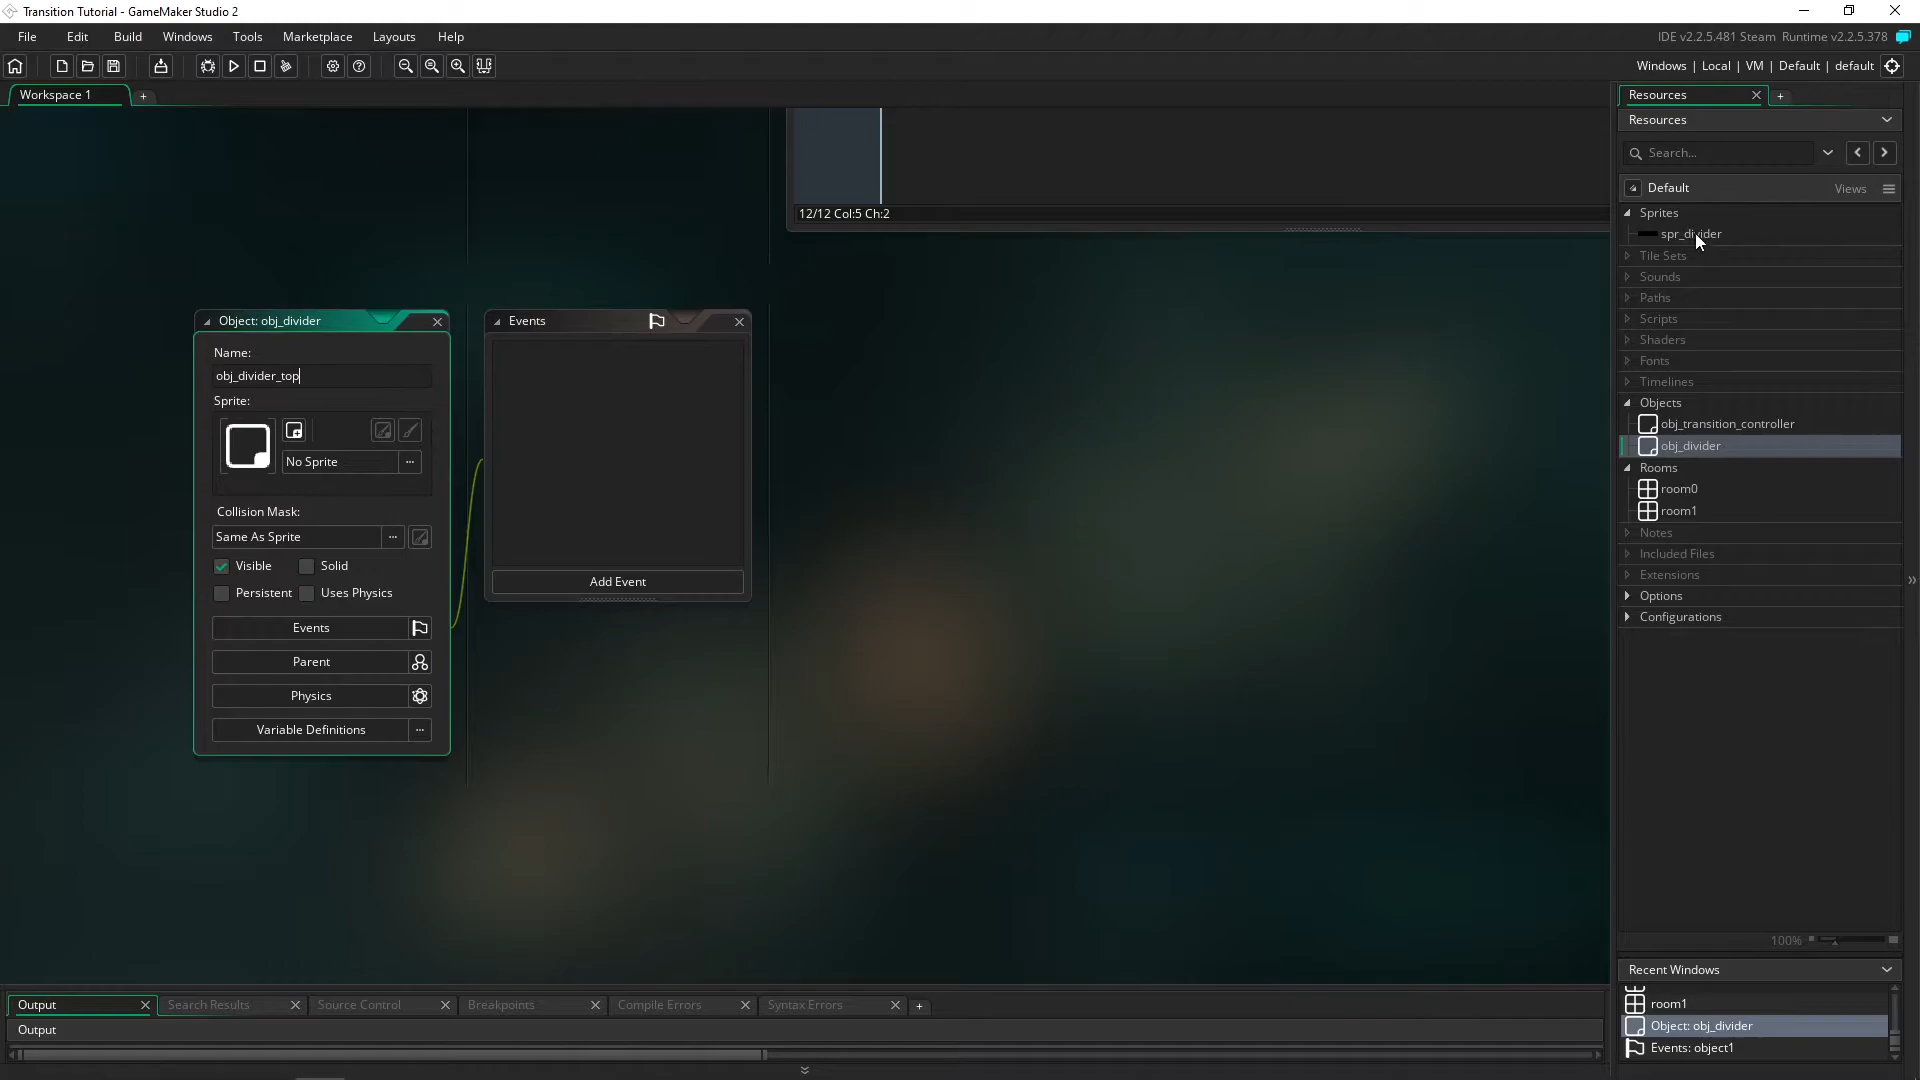 Transition Tutorial - GameMaker Studio 2
File Edit Build Windows Tools Marketplace Layouts Help
IDE v2.2.5.481 Steam Runtime v2.2.5.378
Windows | Local | VM | Default | default
Workspace 1
Resources
Resources
Search...
Default Views
Sprites
spr_divider
Tile Sets
Sounds
Paths
Scripts
Shaders
Fonts
Timelines
Objects
obj_transition_controller
obj_divider
Rooms
room0
room1
Notes
Included Files
Extensions
Options
Configurations
100%
Recent Windows
room1
Object: obj_divider
Events: object1
12/12 Col:5 Ch:2
Object: obj_divider
Name:
obj_divider_top
Sprite:
No Sprite
Collision Mask:
Same As Sprite
Visible Solid
Persistent Uses Physics
Events
Parent
Physics
Variable Definitions
Events
Add Event
Output Search Results Source Control Breakpoints Compile Errors Syntax Errors
Output